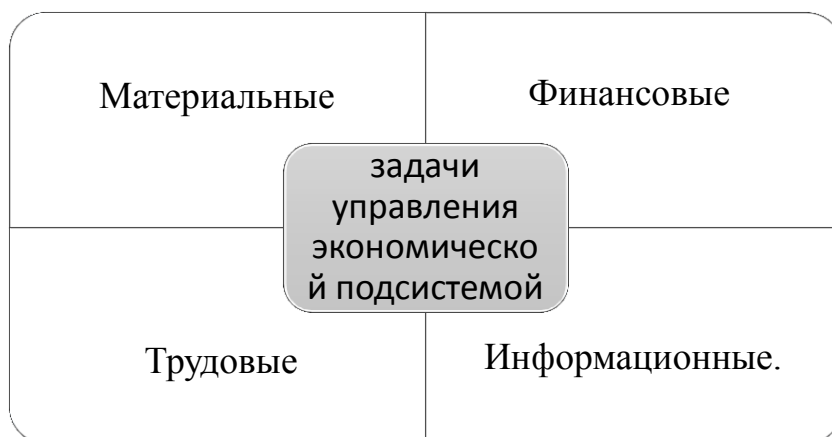 Материальные
Финансовые
задачи
управления
экономическо
й подсистемой
Трудовые
Информационные.